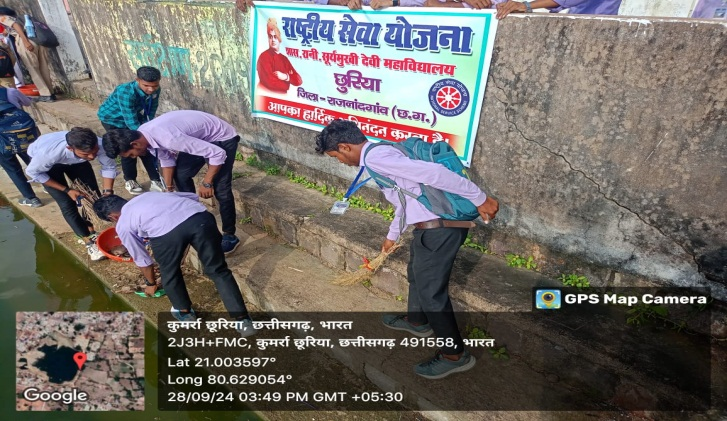 राष्ट्रीय सेवा योजना
शास. रानी. सूर्यमुखी देवी महाविद्यालय
छुरिया
जिला - राजनांदगांव (छ.ग.)
आपका हार्दिक अभिनंदन करता है।
GPS Map Camera
कुमर्रा छूरिया, छत्तीसगढ़, भारत
2J3H+FMC, कुमर्रा छूरिया, छत्तीसगढ़ 491558, भारत
Lat 21.003597°
Long 80.629054°
28/09/24 03:49 PM GMT +05:30
Google